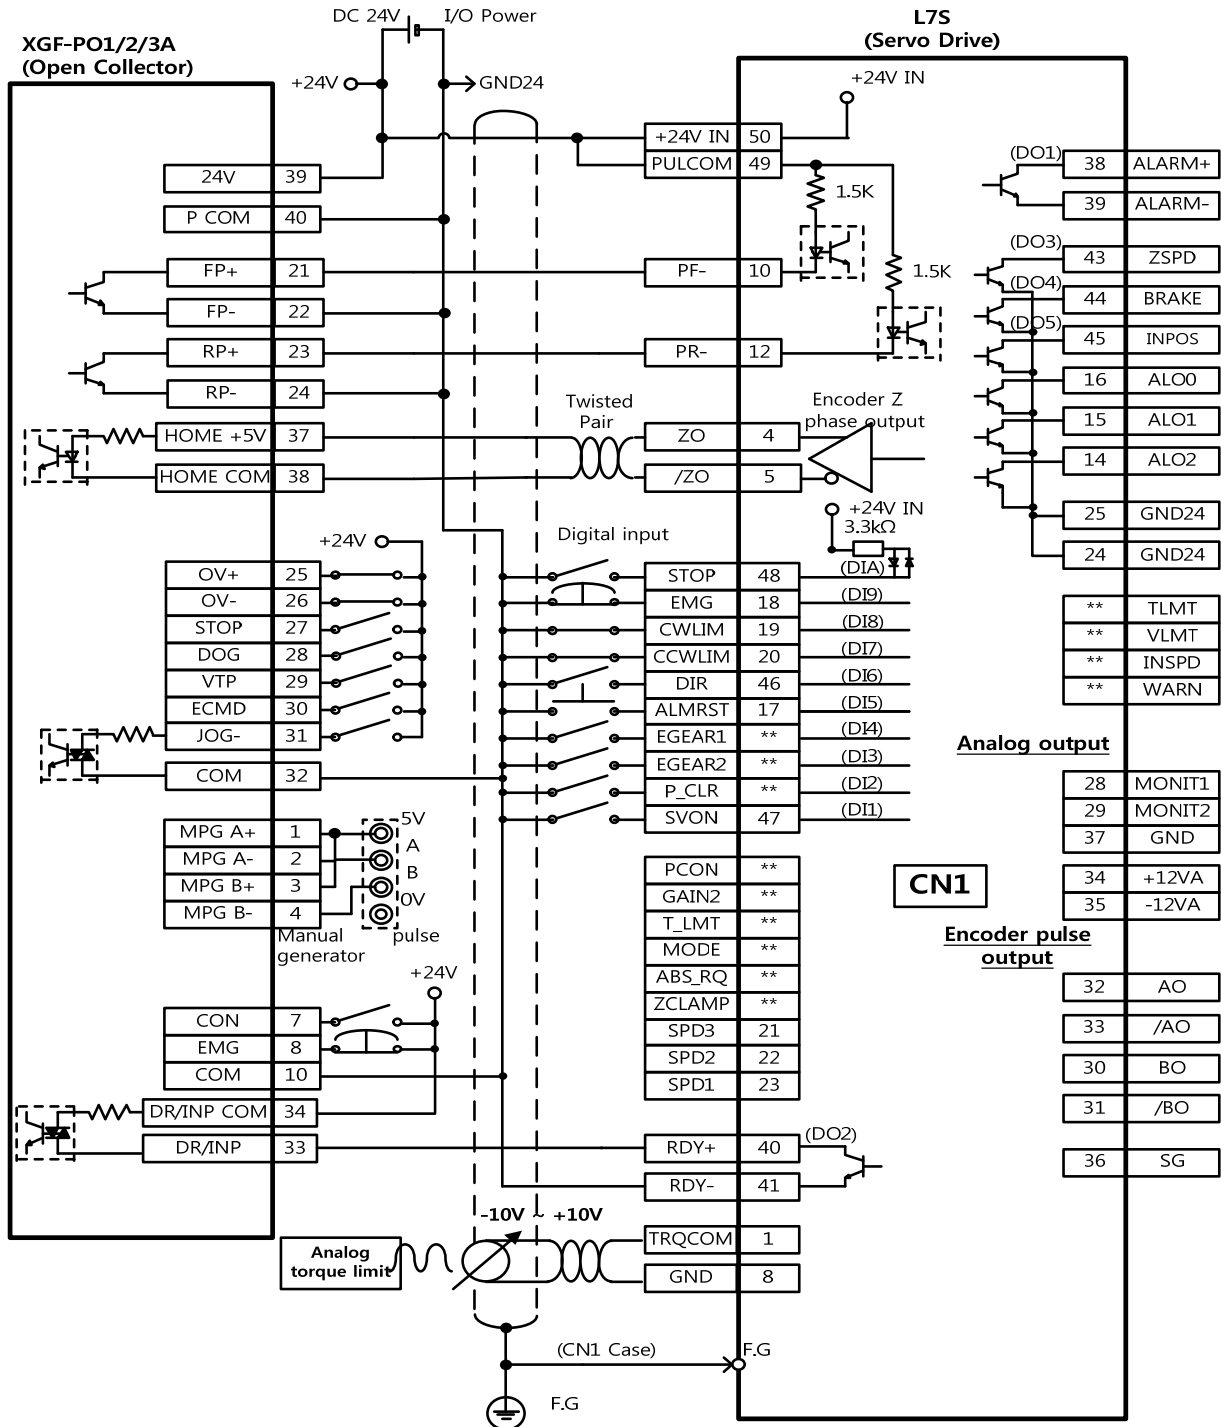 DC 24V
I/O Power
XGF-PO1/2/3A
(Open Collector)
L7S
(Servo Drive)
+24V
GND24
+24V IN
24V 39
P COM 40
FP+ 21
FP- 22
RP+ 23
RP- 24
HOME +5V 37
HOME COM 38
+24V IN 50
PULCOM 49
1.5K
PF- 10
1.5K
PR- 12
Twisted
Pair
Encoder Z
phase output
ZO 4
/ZO 5
+24V IN
3.3kΩ
(DO1)
38 ALARM+
39 ALARM-
(DO3)
43 ZSPD
(DO4)
44 BRAKE
(DO5)
45 INPOS
16 ALO0
15 ALO1
14 ALO2
25 GND24
24 GND24
+24V
Digital input
OV+ 25
OV- 26
STOP 27
DOG 28
VTP 29
ECMD 30
JOG- 31
COM 32
STOP 48 (DIA)
EMG 18 (DI9)
CWLIM 19 (DI8)
CCWLIM 20 (DI7)
DIR 46 (DI6)
ALMRST 17 (DI5)
EGEAR1 ** (DI4)
EGEAR2 ** (DI3)
P_CLR ** (DI2)
SVON 47 (DI1)
** TLMT
** VLMT
** INSPD
** WARN
Analog output
28 MONIT1
29 MONIT2
37 GND
34 +12VA
35 -12VA
MPG A+ 1
MPG A- 2
MPG B+ 3
MPG B- 4
5V
A
B
0V
Manual pulse
generator
PCON **
GAIN2 **
T_LMT **
MODE **
ABS_RQ **
ZCLAMP **
SPD3 21
SPD2 22
SPD1 23
CN1
Encoder pulse
output
32 AO
33 /AO
30 BO
31 /BO
36 SG
+24V
CON 7
EMG 8
COM 10
DR/INP COM 34
DR/INP 33
RDY+ 40
(DO2)
RDY- 41
-10V ~ +10V
Analog
torque limit
TRQCOM 1
GND 8
(CN1 Case)
F.G
F.G